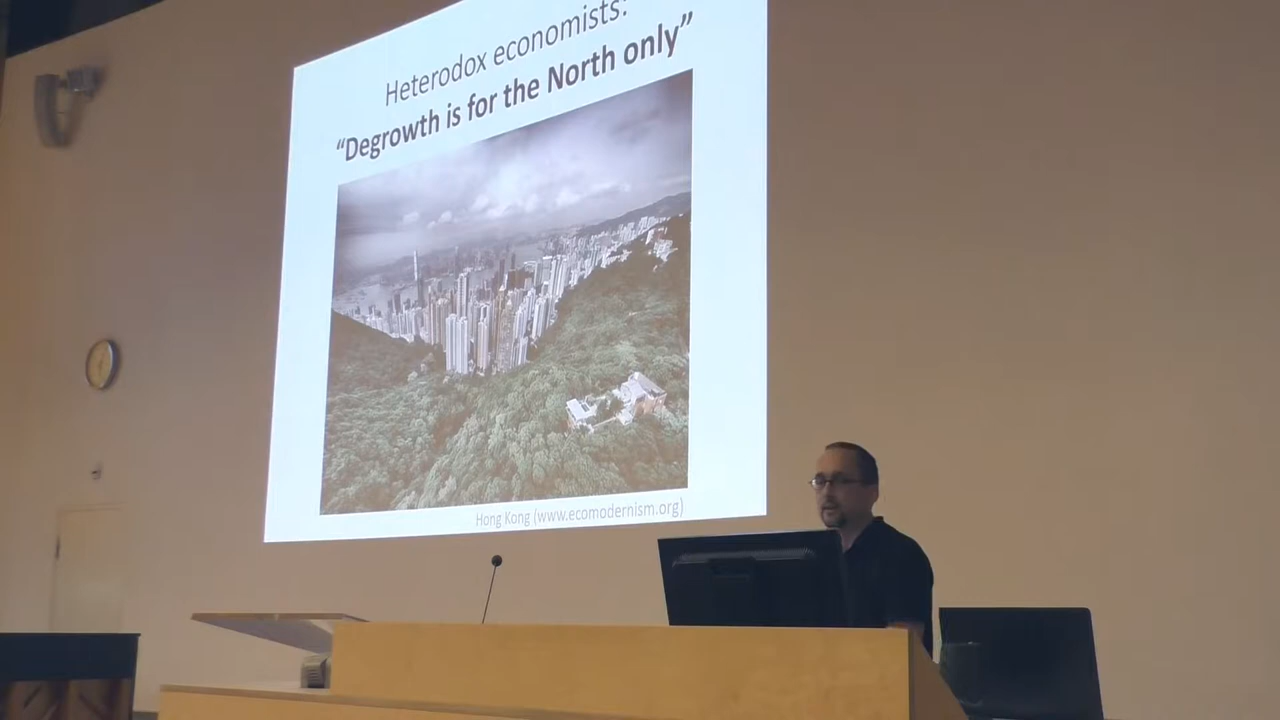 Heterodox economists:
“Degrowth is for the North only”
Hong Kong (www.ecomodernism.org)